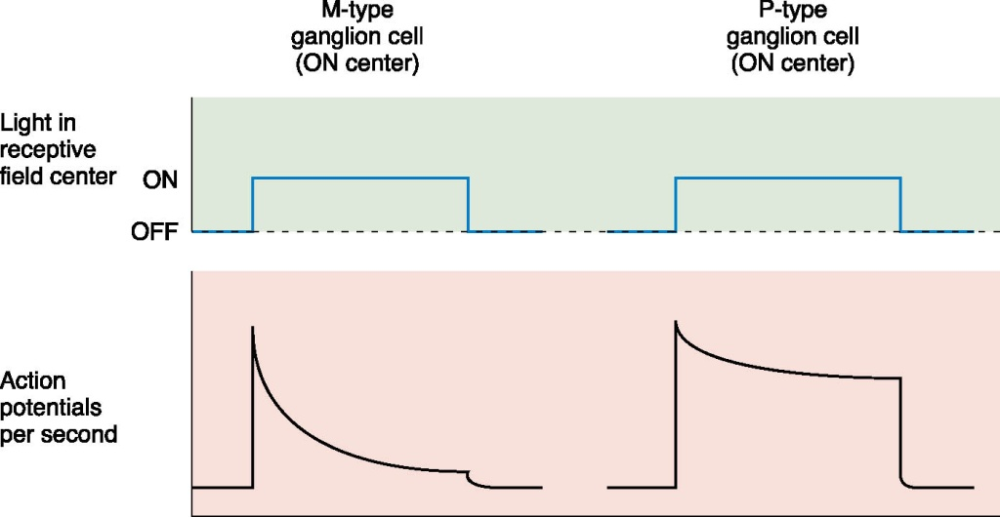 M-type
ganglion cell
(ON center)
P-type
ganglion cell
(ON center)
Light in
receptive
field center
ON
OFF
Action
potentials
per second